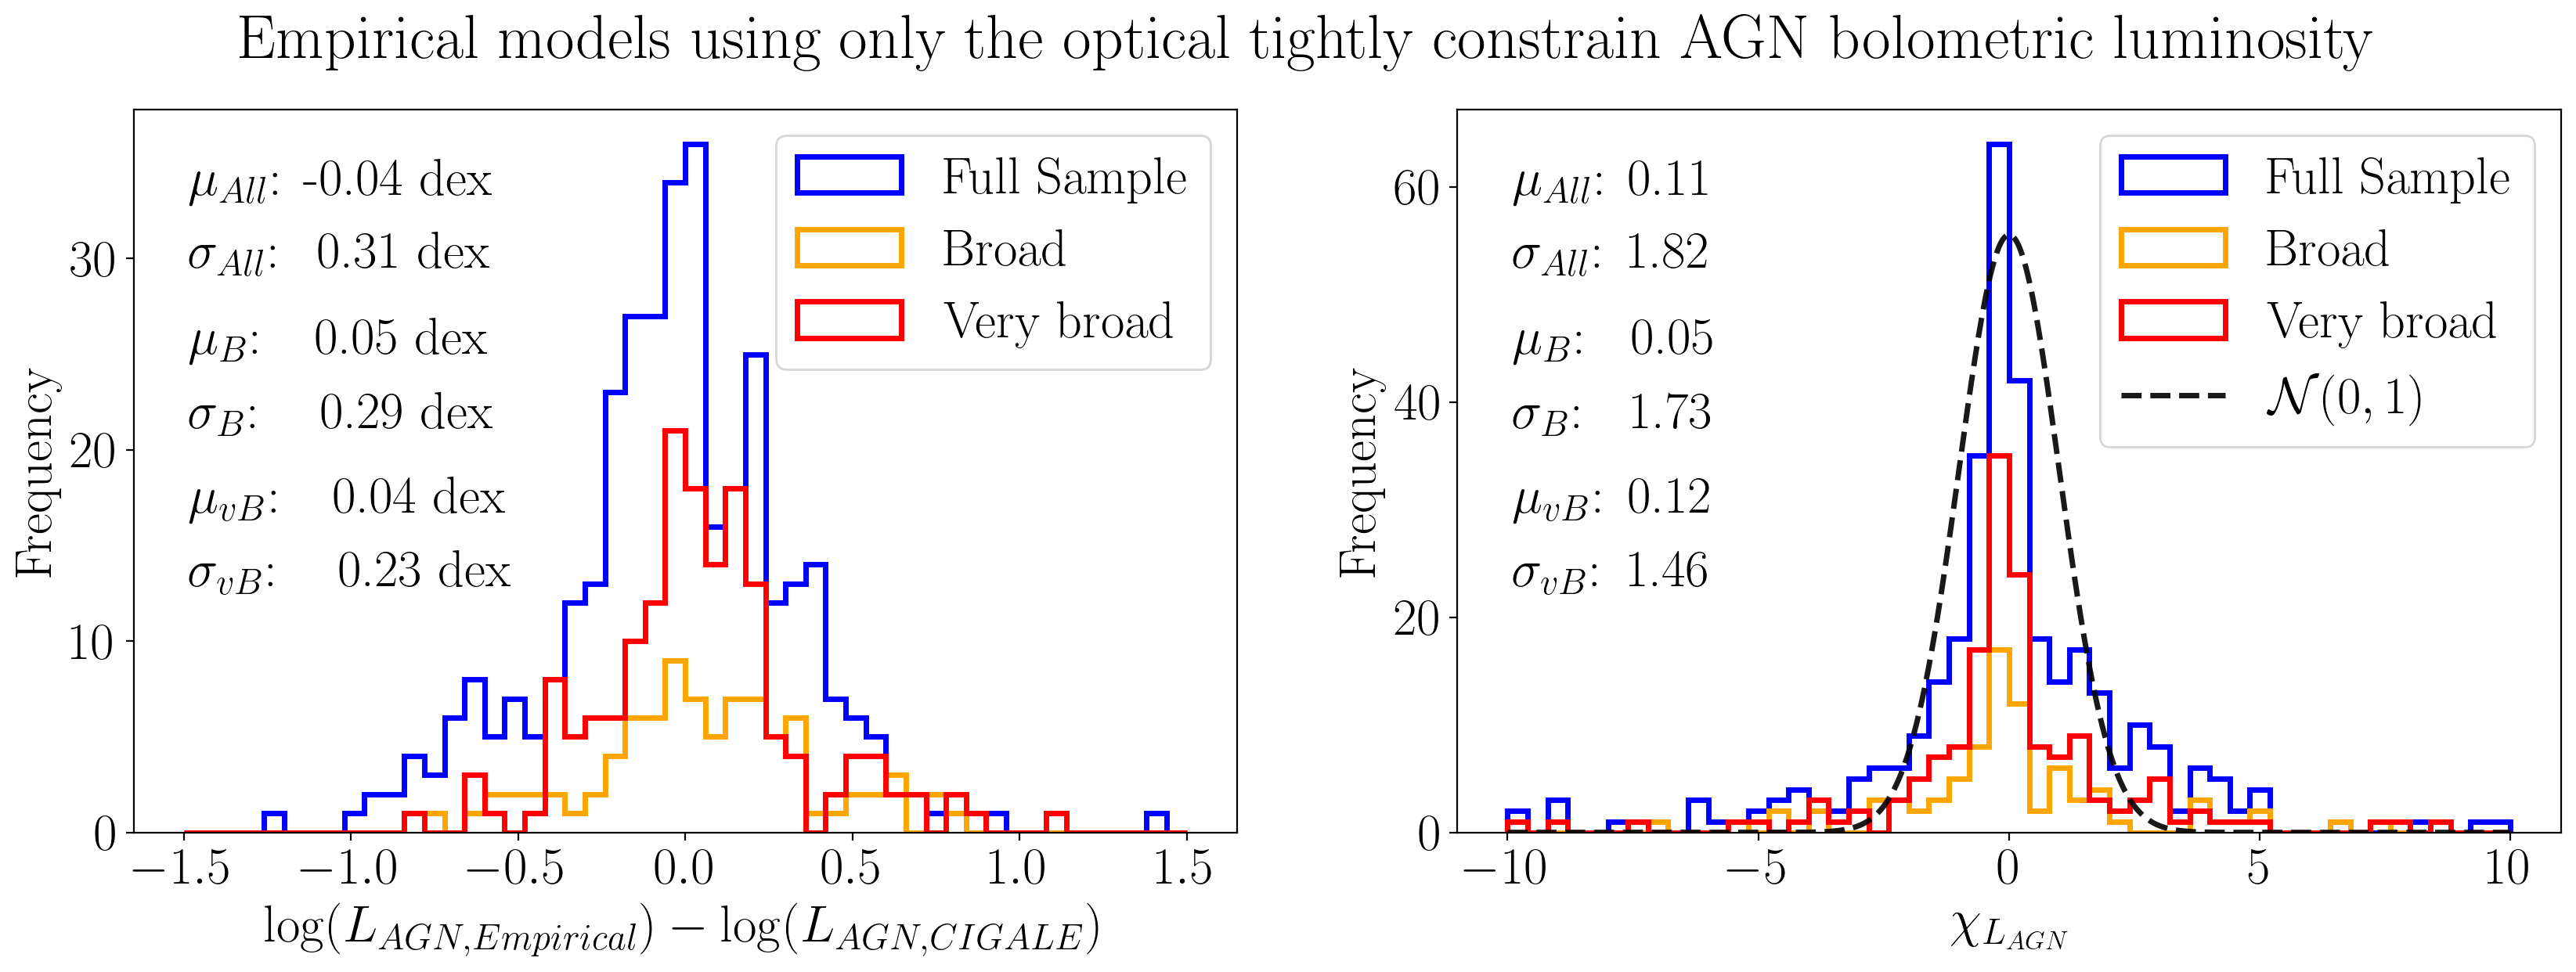 Empirical models using only the optical tightly constrain AGN bolometric luminosity
μ_All: -0.04 dex
σ_All: 0.31 dex
μ_B: 0.05 dex
σ_B: 0.29 dex
μ_vB: 0.04 dex
σ_vB: 0.23 dex
Full Sample
Broad
Very broad
Frequency
30
20
10
0
−1.5 −1.0 −0.5 0.0 0.5 1.0 1.5
log(L_AGN,Empirical) − log(L_AGN,CIGALE)
μ_All: 0.11
σ_All: 1.82
μ_B: 0.05
σ_B: 1.73
μ_vB: 0.12
σ_vB: 1.46
Full Sample
Broad
Very broad
𝒩(0, 1)
Frequency
60
40
20
0
−10 −5 0 5 10
χ_L_AGN